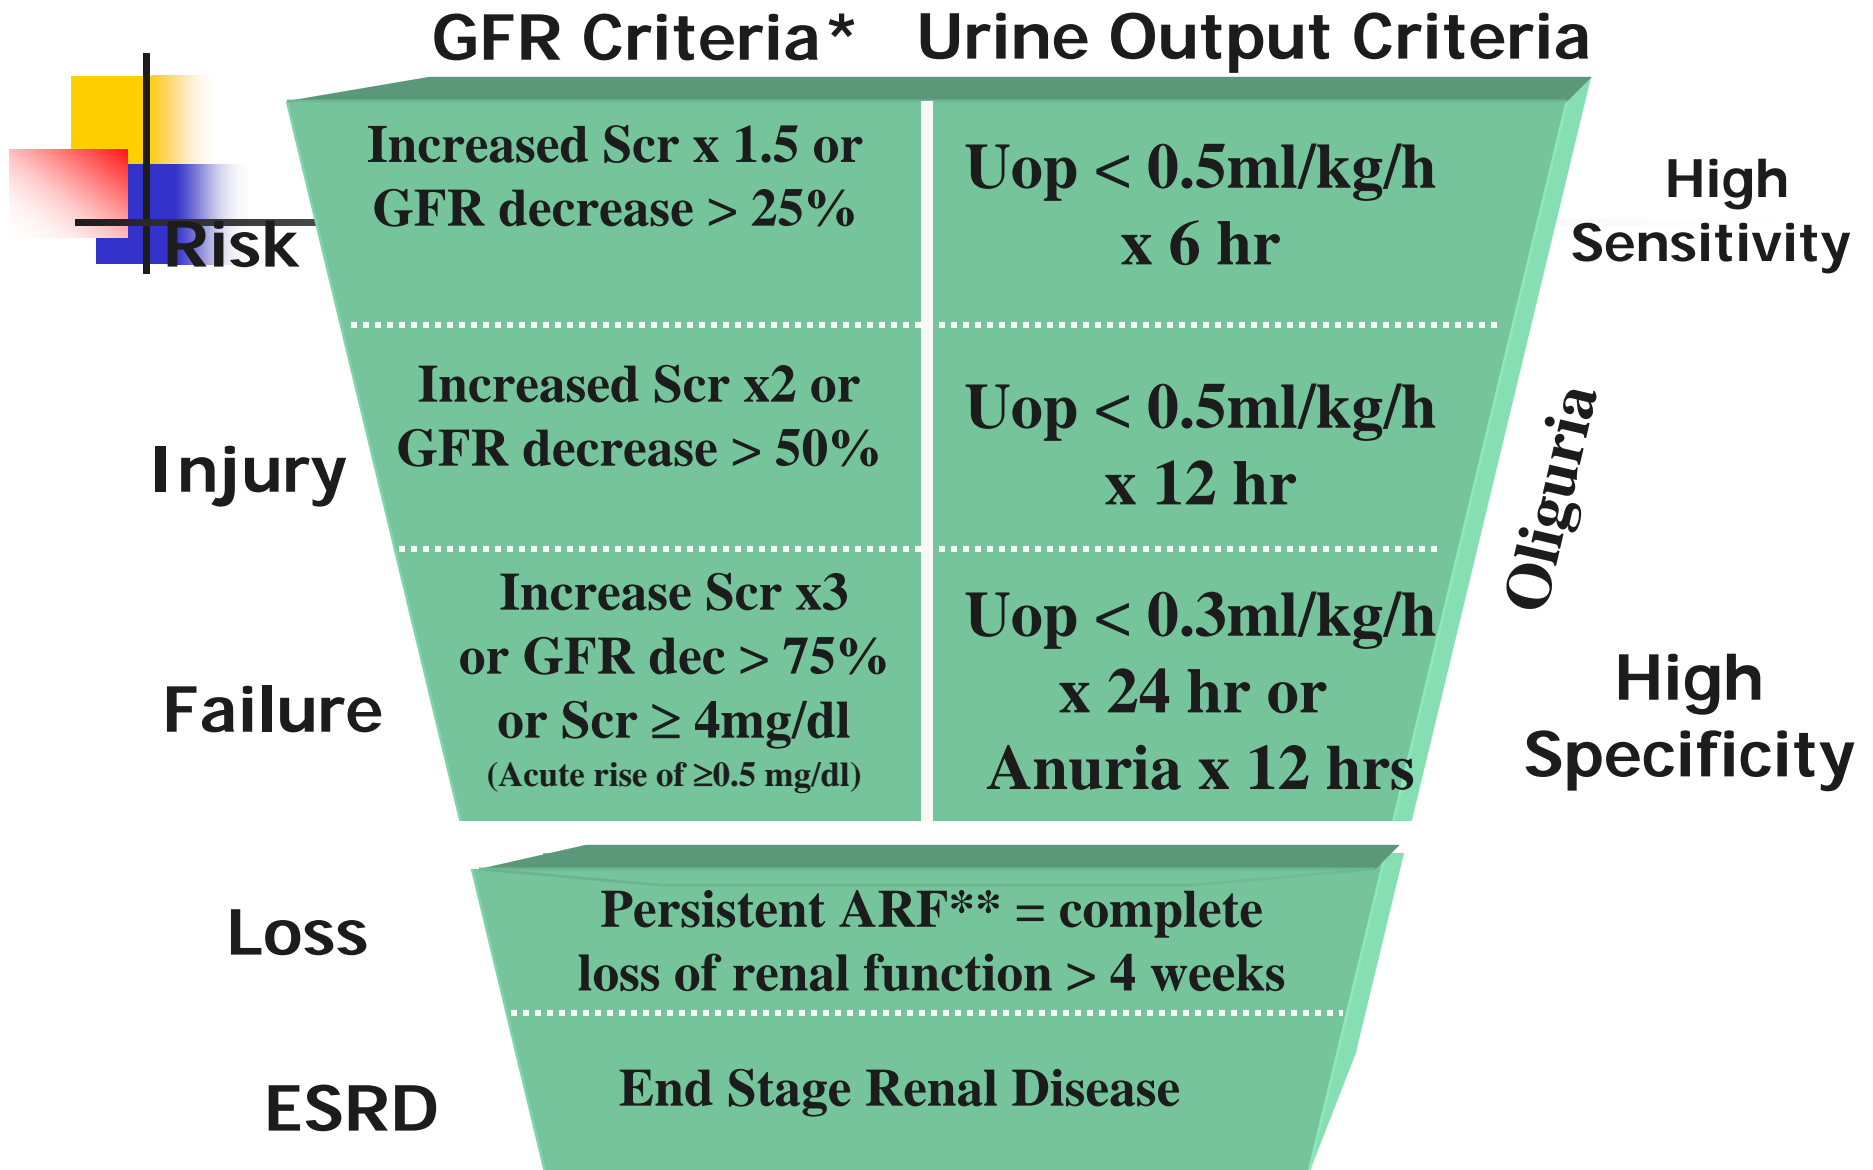 GFR Criteria* Urine Output Criteria
Risk
Increased Scr x 1.5 or
GFR decrease > 25%
Uop < 0.5ml/kg/h
x 6 hr
High
Sensitivity
Injury
Increased Scr x2 or
GFR decrease > 50%
Uop < 0.5ml/kg/h
x 12 hr
Oliguria
Failure
Increase Scr x3
or GFR dec > 75%
or Scr ≥ 4mg/dl
(Acute rise of ≥0.5 mg/dl)
Uop < 0.3ml/kg/h
x 24 hr or
Anuria x 12 hrs
High
Specificity
Loss
Persistent ARF** = complete
loss of renal function > 4 weeks
ESRD
End Stage Renal Disease